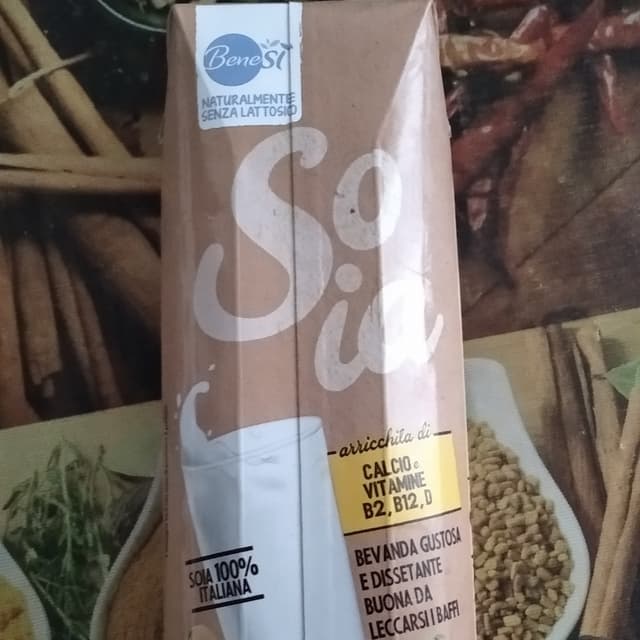 BeneSì
NATURALMENTE
SENZA LATTOSIO
So
ia
arricchita di
CALCIO e
VITAMINE
B2, B12, D
SOIA 100%
ITALIANA
BEVANDA GUSTOSA
E DISSETANTE
BUONA DA
LECCARSI I BAFFI